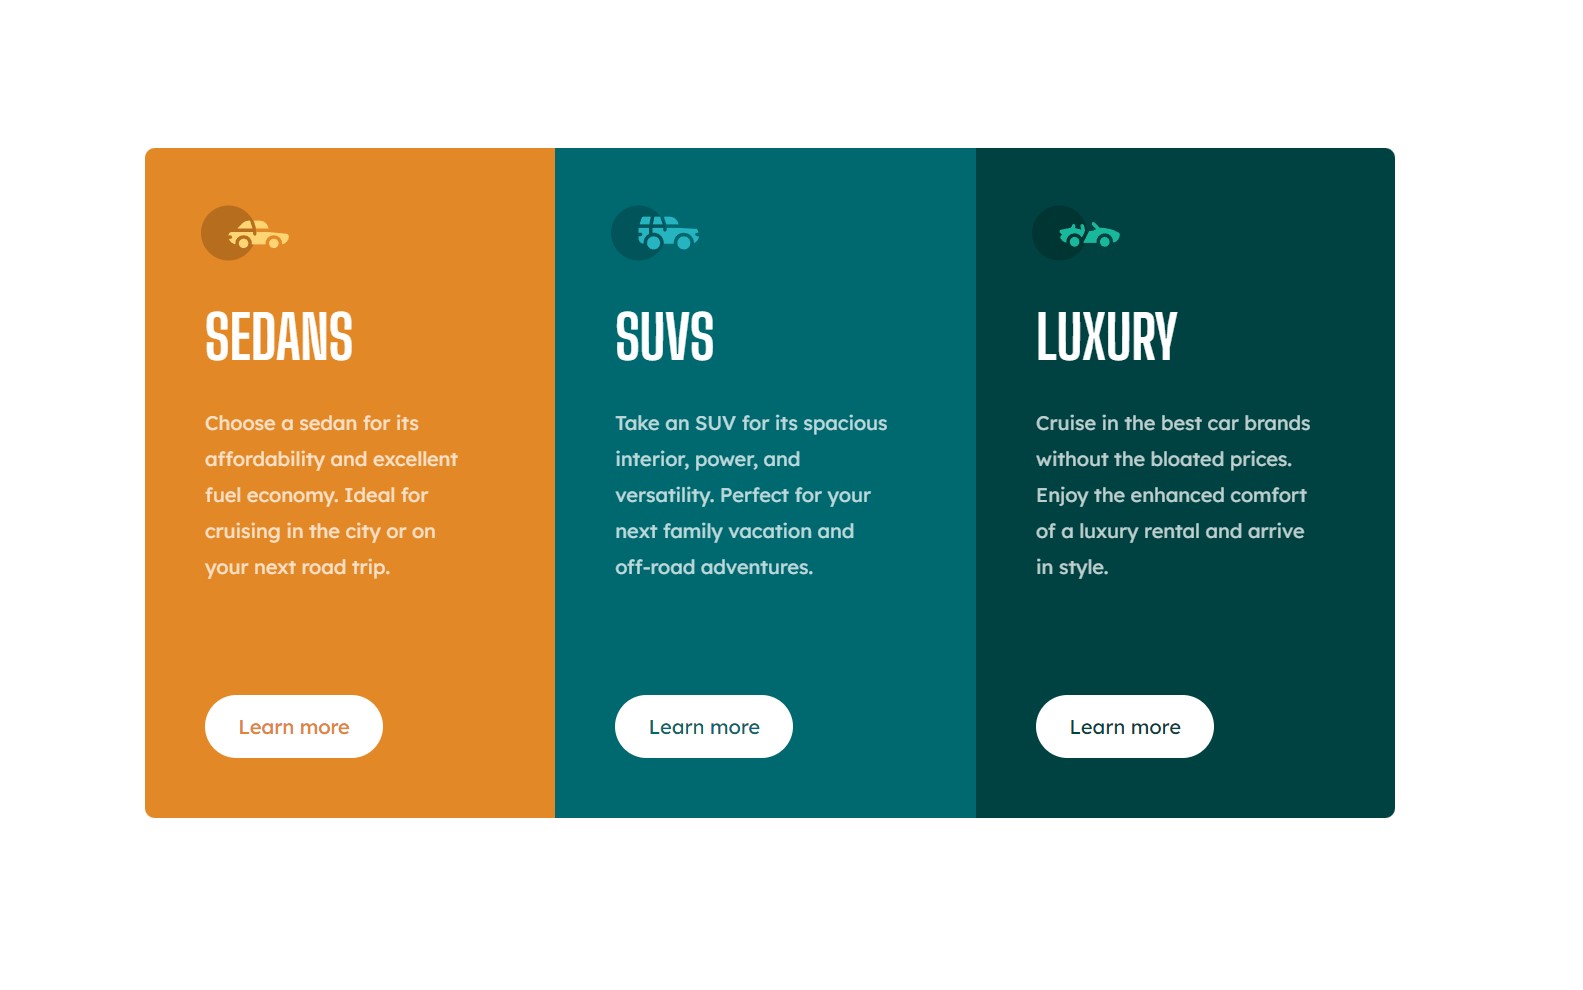 SEDANS
Choose a sedan for its
affordability and excellent
fuel economy. Ideal for
cruising in the city or on
your next road trip.
Learn more
SUVS
Take an SUV for its spacious
interior, power, and
versatility. Perfect for your
next family vacation and
off-road adventures.
Learn more
LUXURY
Cruise in the best car brands
without the bloated prices.
Enjoy the enhanced comfort
of a luxury rental and arrive
in style.
Learn more